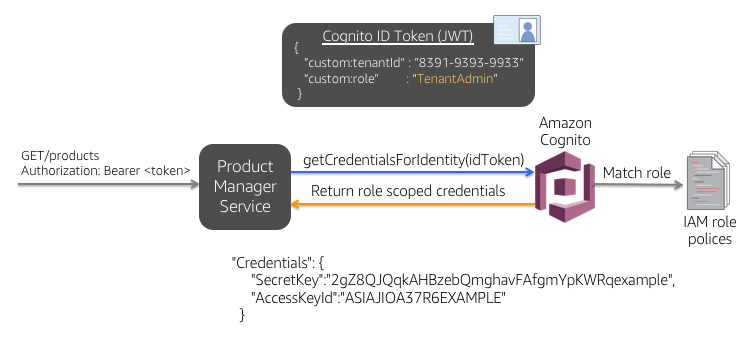 Cognito ID Token (JWT)
{
"custom:tenantId" : "8391-9393-9933"
"custom:role" : "TenantAdmin"
}
Amazon
Cognito
GET/products
Authorization: Bearer <token>
Product
Manager
Service
getCredentialsForIdentity(idToken)
Return role scoped credentials
Match role
IAM role
polices
"Credentials": {
"SecretKey":"2gZ8QJQqkAHBzebQmghavFAfgmYpKWRqexample",
"AccessKeyId":"ASIAJIOA37R6EXAMPLE"
}